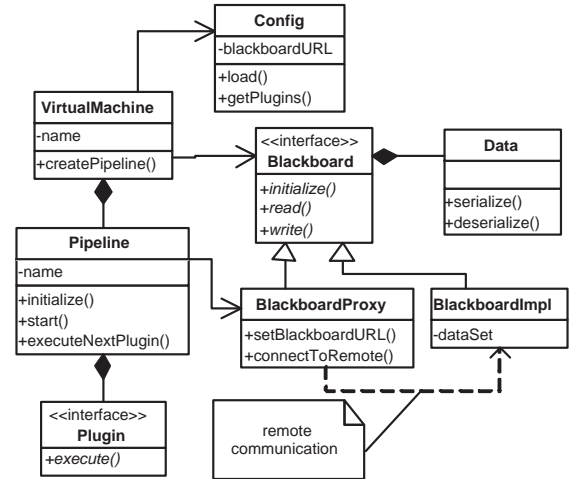 Config
-blackboardURL
+load()
+getPlugins()
VirtualMachine
-name
+createPipeline()
<<interface>>
Blackboard
+initialize()
+read()
+write()
Data
+serialize()
+deserialize()
Pipeline
-name
+initialize()
+start()
+executeNextPlugin()
BlackboardProxy
+setBlackboardURL()
+connectToRemote()
BlackboardImpl
-dataSet
<<interface>>
Plugin
+execute()
remote
communication